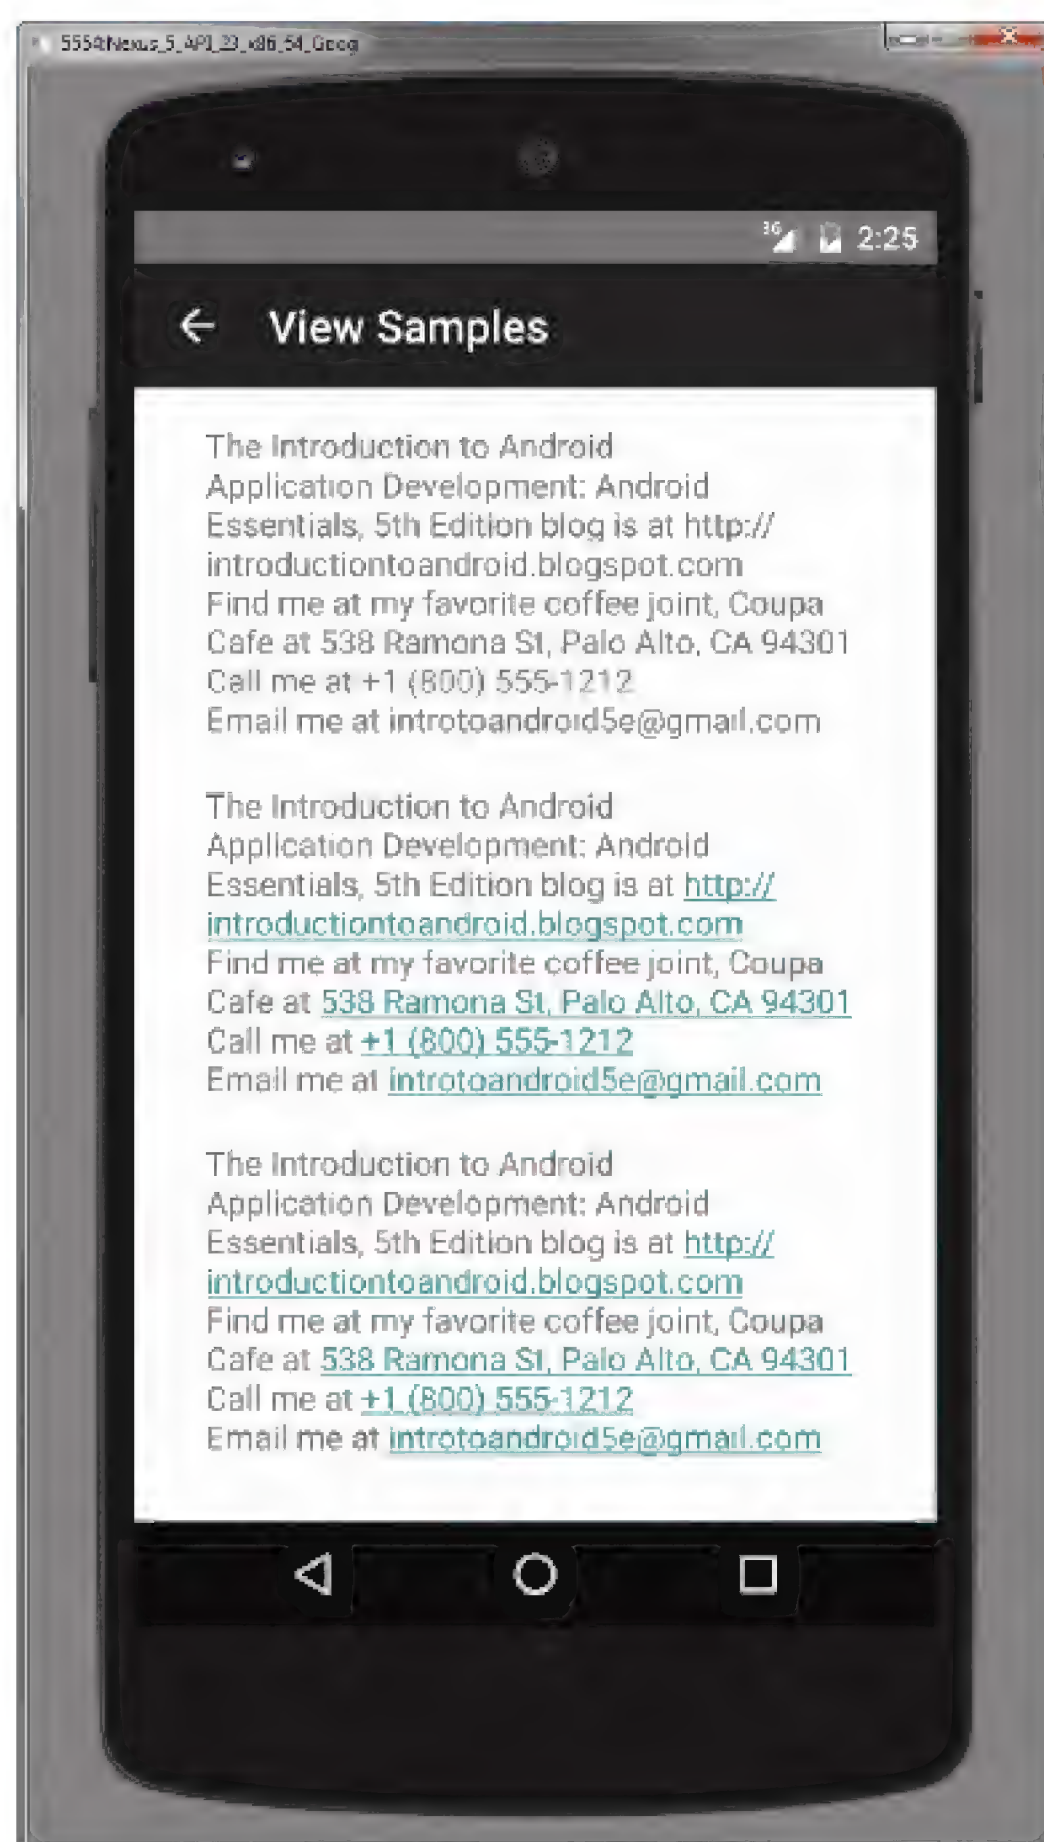 5554:Nexus_5_API_23_x86_64_Goog
3G 2:25
View Samples
The Introduction to Android
Application Development: Android
Essentials, 5th Edition blog is at http://
introductiontoandroid.blogspot.com
Find me at my favorite coffee joint, Coupa
Cafe at 538 Ramona St, Palo Alto, CA 94301
Call me at +1 (800) 555-1212
Email me at introtoandroid5e@gmail.com
The Introduction to Android
Application Development: Android
Essentials, 5th Edition blog is at http://
introductiontoandroid.blogspot.com
Find me at my favorite coffee joint, Coupa
Cafe at 538 Ramona St, Palo Alto, CA 94301
Call me at +1 (800) 555-1212
Email me at introtoandroid5e@gmail.com
The Introduction to Android
Application Development: Android
Essentials, 5th Edition blog is at http://
introductiontoandroid.blogspot.com
Find me at my favorite coffee joint, Coupa
Cafe at 538 Ramona St, Palo Alto, CA 94301
Call me at +1 (800) 555-1212
Email me at introtoandroid5e@gmail.com